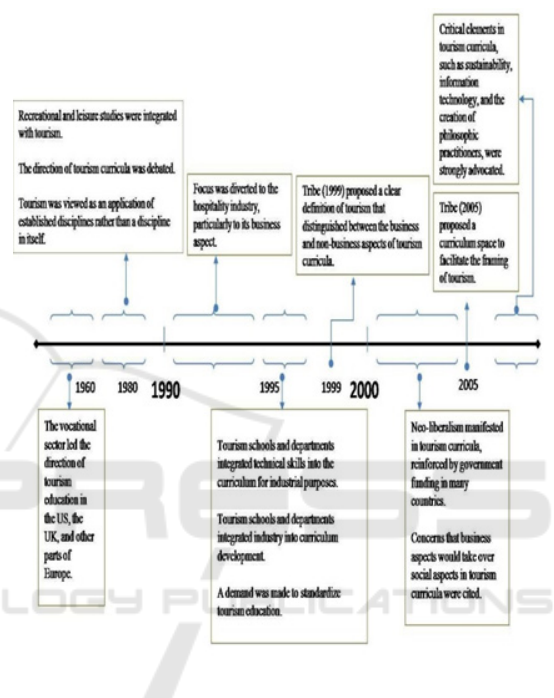 Critical elements in
tourism curricula,
such as sustainability,
information
technology, and the
creation of
philosophic
practitioners, were
strongly advocated.
Recreational and leisure studies were integrated
with tourism.
The direction of tourism curricula was debated.
Tourism was viewed as an application of
established disciplines rather than a discipline
in itself.
Focus was diverted to the
hospitality industry,
particularly to its business
aspect.
Tribe (1999) proposed a clear
definition of tourism that
distinguished between the business
and non-business aspects of tourism
curricula.
Tribe (2005)
proposed a
curriculum space to
facilitate the framing
of tourism.
1960 1980 1990 1995 1999 2000 2005
The vocational
sector led the
direction of
tourism
education in
the US, the
UK, and other
parts of
Europe.
Tourism schools and departments
integrated technical skills into the
curriculum for industrial purposes.
Tourism schools and departments
integrated industry into curriculum
development.
A demand was made to standardize
tourism education.
Neo-liberalism manifested
in tourism curricula,
reinforced by government
funding in many
countries.
Concerns that business
aspects would take over
social aspects in tourism
curricula were cited.
PRESS
LOGY PUBLICATIONS